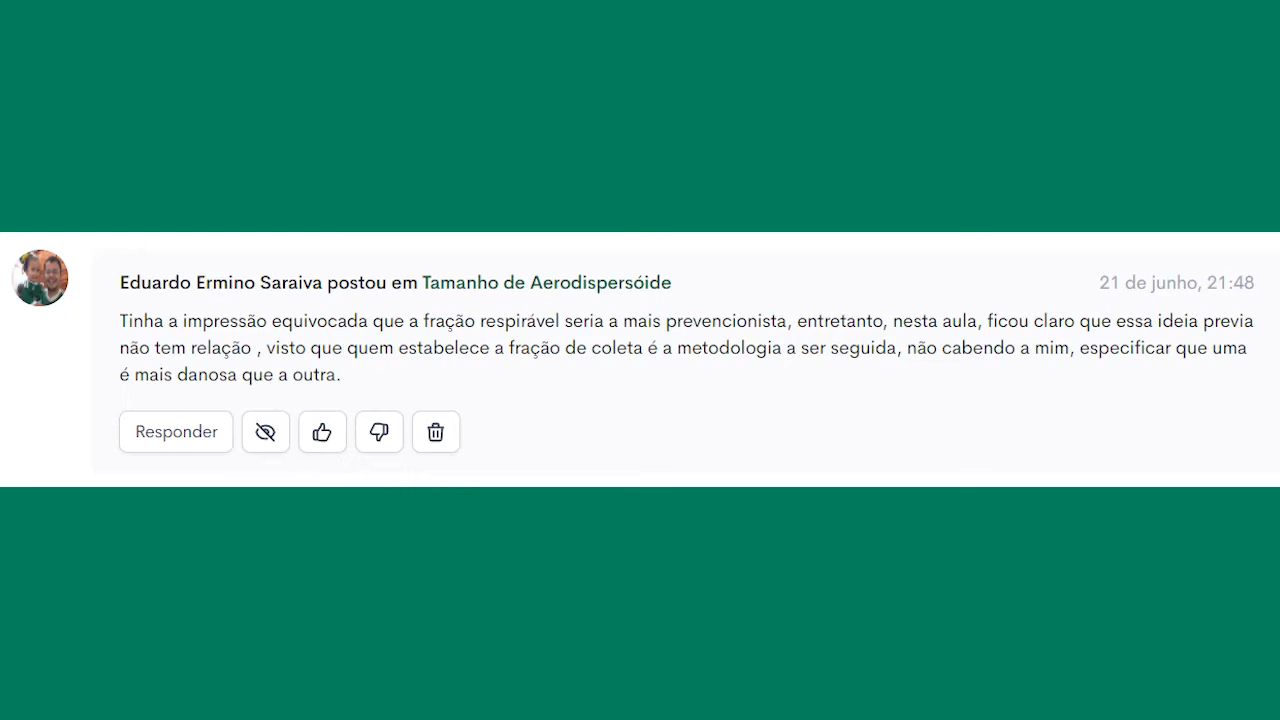 Eduardo Ermino Saraiva postou em Tamanho de Aerodispersóide
21 de junho, 21:48
Tinha a impressão equivocada que a fração respirável seria a mais prevencionista, entretanto, nesta aula, ficou claro que essa ideia previa
não tem relação , visto que quem estabelece a fração de coleta é a metodologia a ser seguida, não cabendo a mim, especificar que uma
é mais danosa que a outra.
Responder